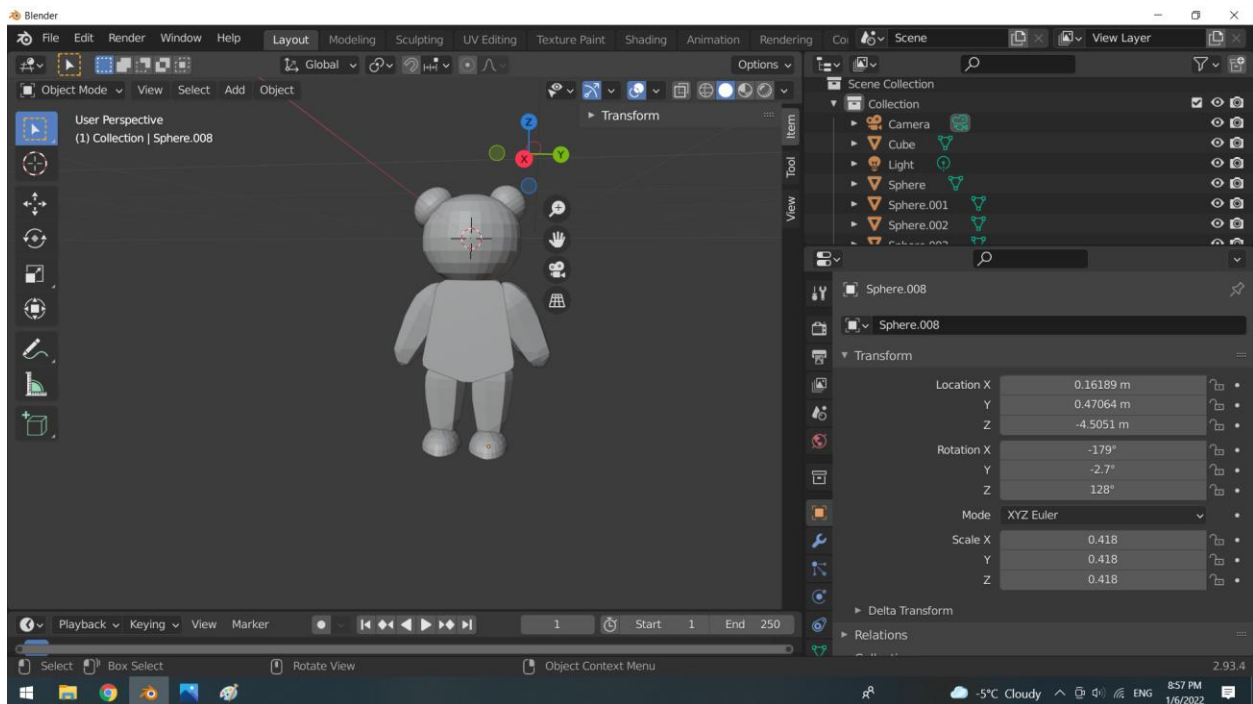 Blender
File Edit Render Window Help Layout Modeling Sculpting UV Editing Texture Paint Shading Animation Rendering Scene View Layer
Global Options
Object Mode View Select Add Object
User Perspective
(1) Collection | Sphere.008
Z
X
Y
Transform
Item
Tool
View
Scene Collection
Collection
Camera
Cube
Light
Sphere
Sphere.001
Sphere.002
Sphere.008
Sphere.008
Transform
Location X 0.16189 m
Y 0.47064 m
Z -4.5051 m
Rotation X -179°
Y -2.7°
Z 128°
Mode XYZ Euler
Scale X 0.418
Y 0.418
Z 0.418
Delta Transform
Relations
Playback Keying View Marker 1 Start 1 End 250
Select Box Select Rotate View Object Context Menu 2.93.4
-5°C Cloudy ENG 8:57 PM
1/6/2022